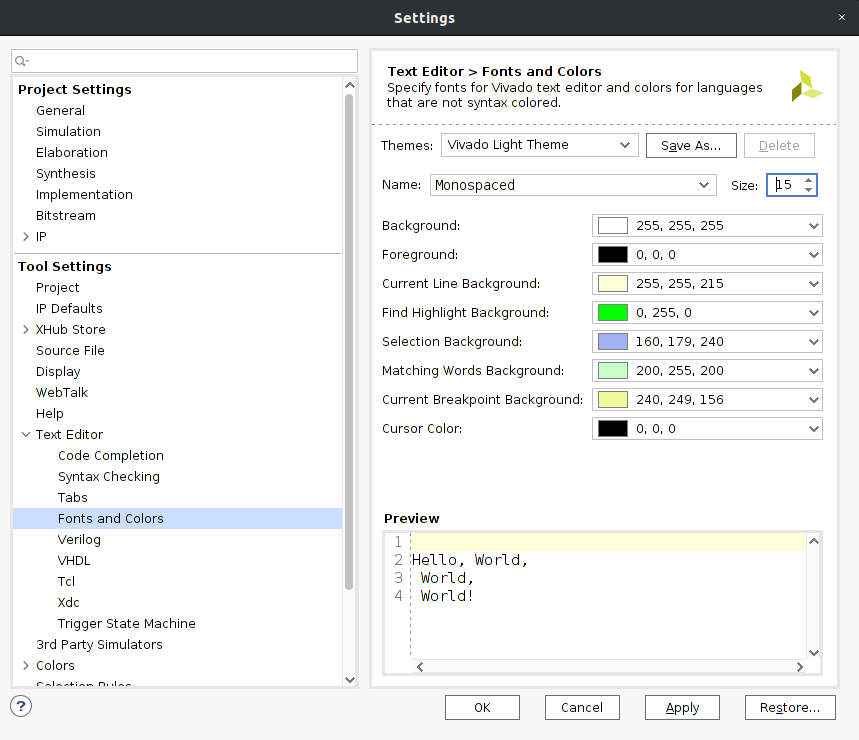 Settings
Project Settings
General
Simulation
Elaboration
Synthesis
Implementation
Bitstream
IP
Tool Settings
Project
IP Defaults
XHub Store
Source File
Display
WebTalk
Help
Text Editor
Code Completion
Syntax Checking
Tabs
Fonts and Colors
Verilog
VHDL
Tcl
Xdc
Trigger State Machine
3rd Party Simulators
Colors
Selection Rules
Text Editor > Fonts and Colors
Specify fonts for Vivado text editor and colors for languages
that are not syntax colored.
Themes: Vivado Light Theme Save As... Delete
Name: Monospaced Size: 15
Background: 255, 255, 255
Foreground: 0, 0, 0
Current Line Background: 255, 255, 215
Find Highlight Background: 0, 255, 0
Selection Background: 160, 179, 240
Matching Words Background: 200, 255, 200
Current Breakpoint Background: 240, 249, 156
Cursor Color: 0, 0, 0
Preview
1
2 Hello, World,
3 World,
4 World!
? OK Cancel Apply Restore...